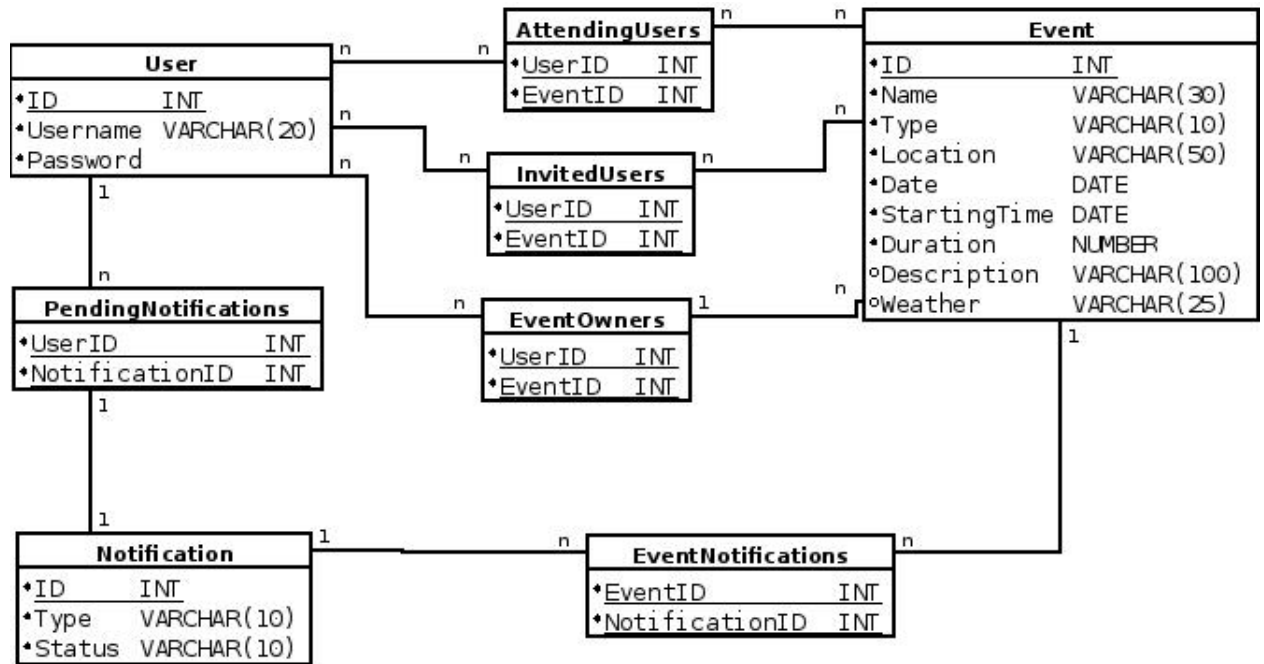 User
ID INT
Username VARCHAR(20)
Password
n
n
n
1
n
AttendingUsers
UserID INT
EventID INT
n
n
n
InvitedUsers
UserID INT
EventID INT
n
n
n
EventOwners
UserID INT
EventID INT
1
n
Event
ID INT
Name VARCHAR(30)
Type VARCHAR(10)
Location VARCHAR(50)
Date DATE
StartingTime DATE
Duration NUMBER
Description VARCHAR(100)
Weather VARCHAR(25)
1
n
PendingNotifications
UserID INT
NotificationID INT
1
1
Notification
ID INT
Type VARCHAR(10)
Status VARCHAR(10)
1
n
EventNotifications
EventID INT
NotificationID INT
n